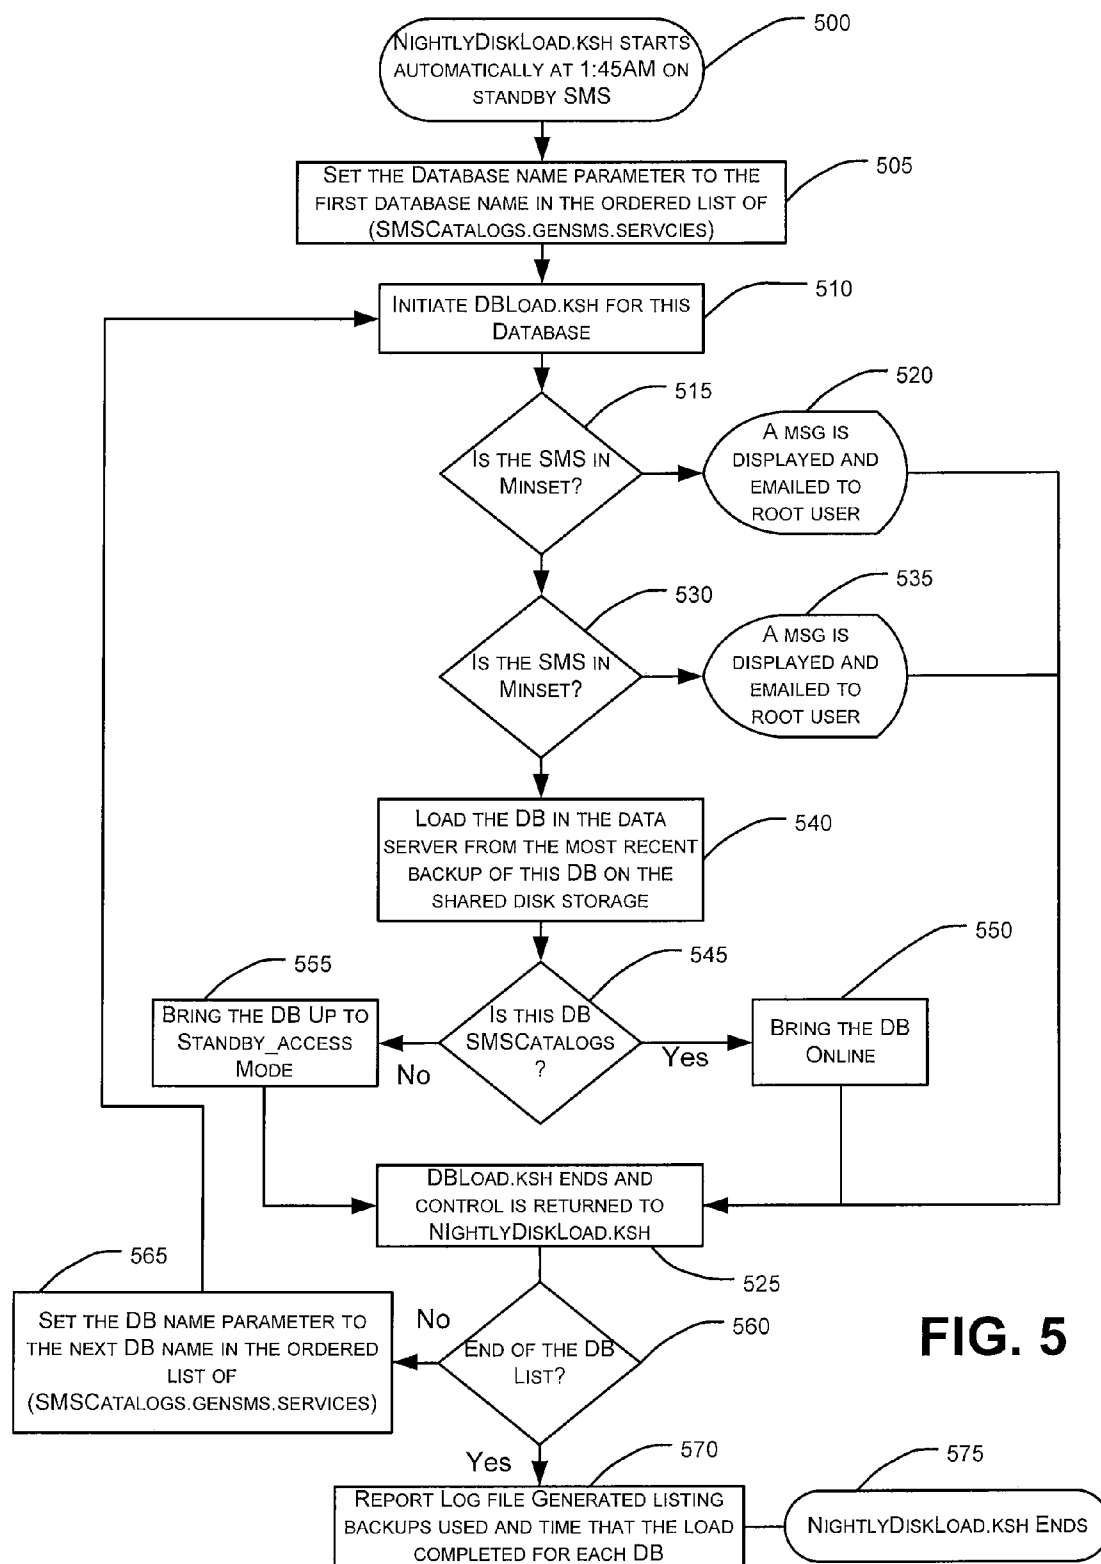 NIGHTLYDISKLOAD.KSH STARTS
AUTOMATICALLY AT 1:45AM ON
STANDBY SMS
500
SET THE DATABASE NAME PARAMETER TO THE
FIRST DATABASE NAME IN THE ORDERED LIST OF
(SMSCATALOGS.GENSMS.SERVCIES)
505
INITIATE DBLOAD.KSH FOR THIS
DATABASE
510
IS THE SMS IN
MINSET?
515
A MSG IS
DISPLAYED AND
EMAILED TO
ROOT USER
520
IS THE SMS IN
MINSET?
530
A MSG IS
DISPLAYED AND
EMAILED TO
ROOT USER
535
LOAD THE DB IN THE DATA
SERVER FROM THE MOST RECENT
BACKUP OF THIS DB ON THE
SHARED DISK STORAGE
540
IS THIS DB
SMSCATALOGS
?
545
No
Yes
BRING THE DB UP TO
STANDBY_ACCESS
MODE
555
BRING THE DB
ONLINE
550
DBLOAD.KSH ENDS AND
CONTROL IS RETURNED TO
NIGHTLYDISKLOAD.KSH
525
END OF THE DB
LIST?
560
No
Yes
SET THE DB NAME PARAMETER TO
THE NEXT DB NAME IN THE ORDERED
LIST OF
(SMSCATALOGS.GENSMS.SERVICES)
565
FIG. 5
REPORT LOG FILE GENERATED LISTING
BACKUPS USED AND TIME THAT THE LOAD
COMPLETED FOR EACH DB
570
NIGHTLYDISKLOAD.KSH ENDS
575